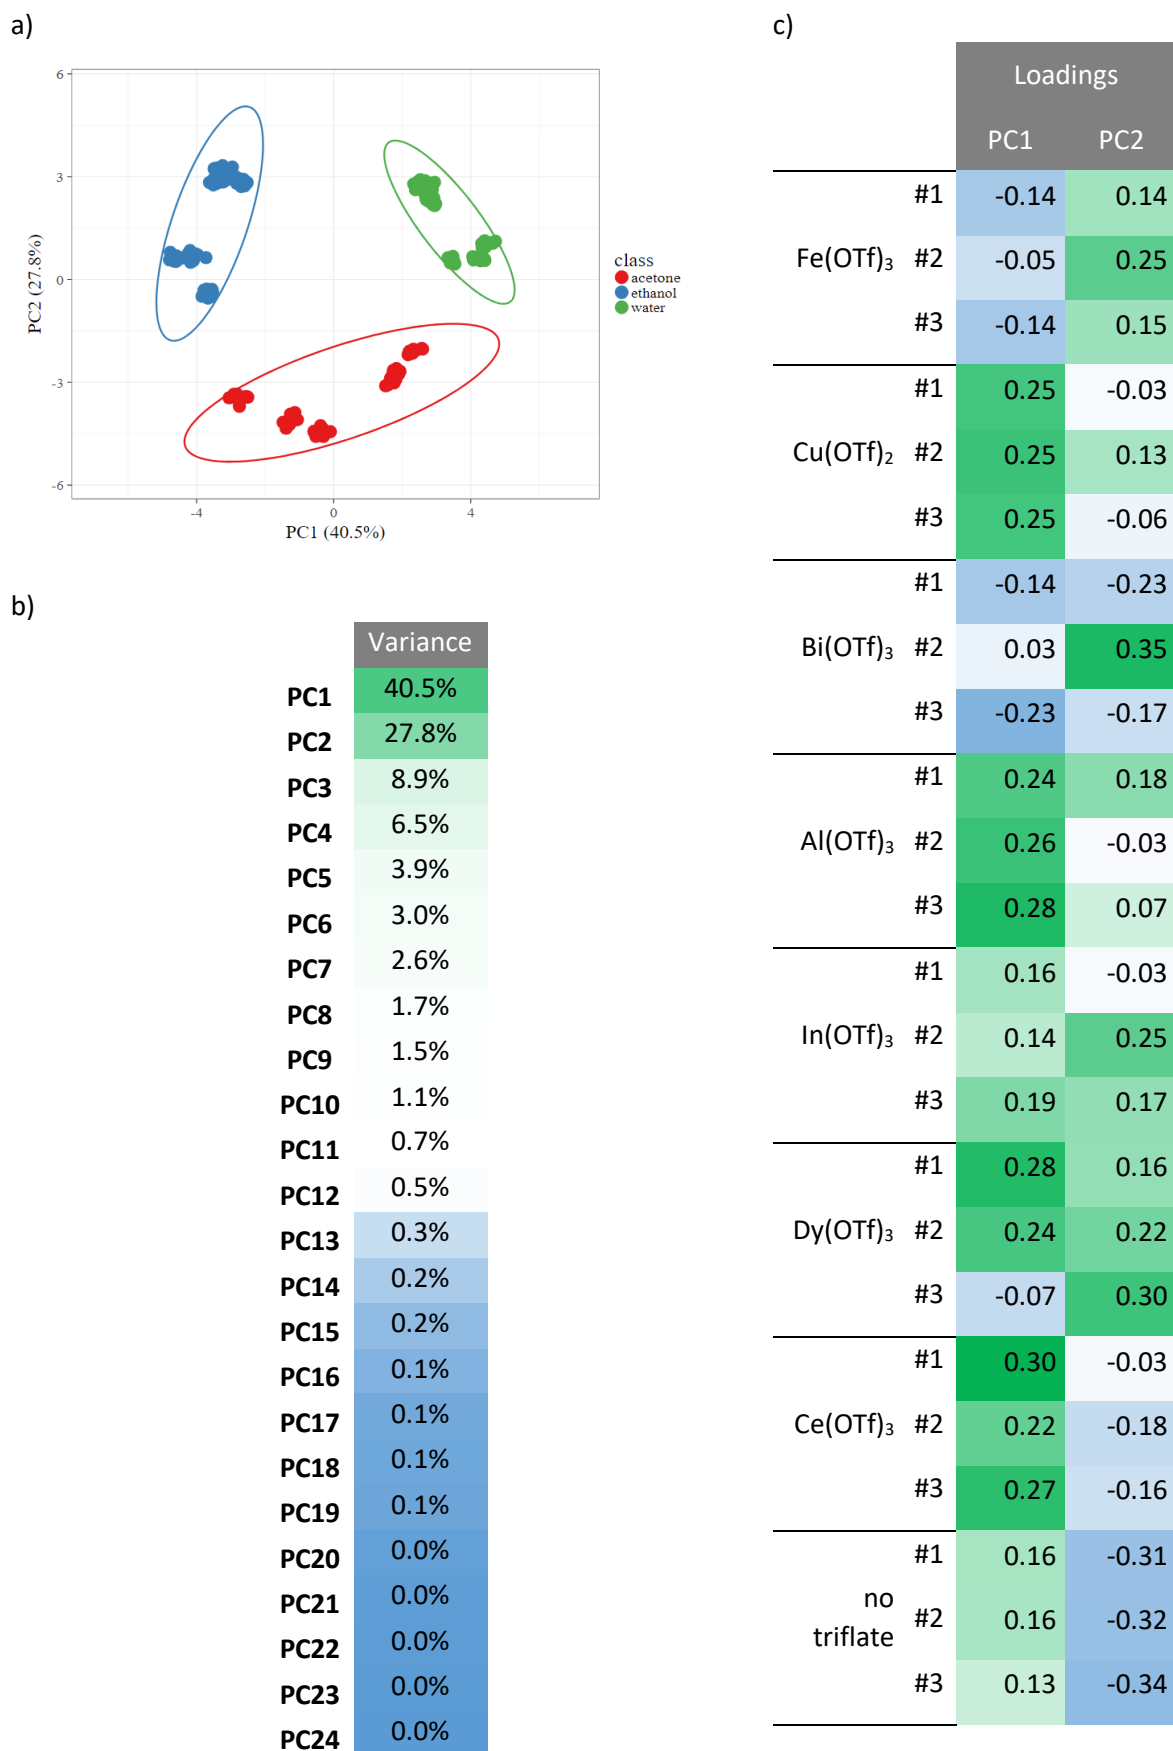 a)
6
3
0
-3
-6
-4
0
4
PC2 (27.8%)
PC1 (40.5%)
class
acetone
ethanol
water
b)
Variance
PC1 40.5%
PC2 27.8%
PC3 8.9%
PC4 6.5%
PC5 3.9%
PC6 3.0%
PC7 2.6%
PC8 1.7%
PC9 1.5%
PC10 1.1%
PC11 0.7%
PC12 0.5%
PC13 0.3%
PC14 0.2%
PC15 0.2%
PC16 0.1%
PC17 0.1%
PC18 0.1%
PC19 0.1%
PC20 0.0%
PC21 0.0%
PC22 0.0%
PC23 0.0%
PC24 0.0%
c)
Loadings
PC1 PC2
#1 -0.14 0.14
Fe(OTf)₃ #2 -0.05 0.25
#3 -0.14 0.15
#1 0.25 -0.03
Cu(OTf)₂ #2 0.25 0.13
#3 0.25 -0.06
#1 -0.14 -0.23
Bi(OTf)₃ #2 0.03 0.35
#3 -0.23 -0.17
#1 0.24 0.18
Al(OTf)₃ #2 0.26 -0.03
#3 0.28 0.07
#1 0.16 -0.03
In(OTf)₃ #2 0.14 0.25
#3 0.19 0.17
#1 0.28 0.16
Dy(OTf)₃ #2 0.24 0.22
#3 -0.07 0.30
#1 0.30 -0.03
Ce(OTf)₃ #2 0.22 -0.18
#3 0.27 -0.16
#1 0.16 -0.31
no
triflate #2 0.16 -0.32
#3 0.13 -0.34